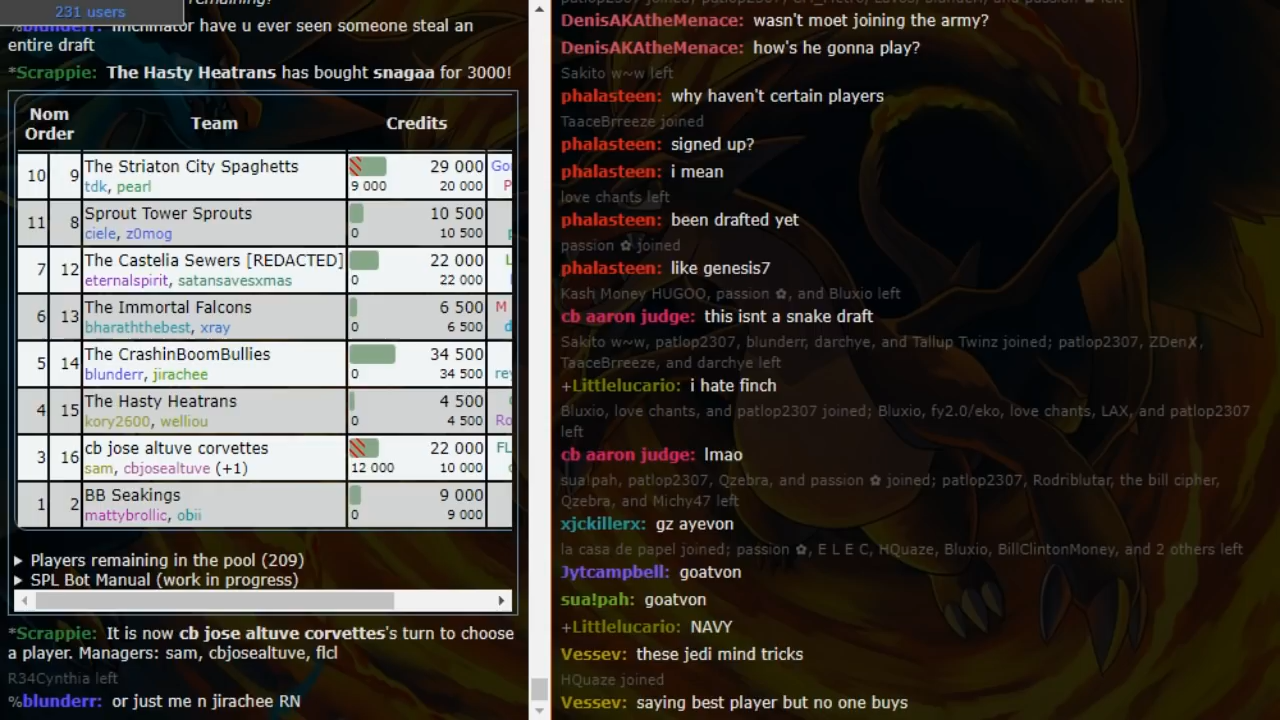 231 users
%blunderr: imchinator have u ever seen someone steal an
entire draft
*Scrappie: The Hasty Heatrans has bought snagaa for 3000!
Nom Order Team Credits
10 9 The Striaton City Spaghetts 29 000
tdk, pearl 9 000 20 000
11 8 Sprout Tower Sprouts 10 500
ciele, z0mog 0 10 500
7 12 The Castelia Sewers [REDACTED] 22 000
eternalspirit, satansavesxmas 0 22 000
6 13 The Immortal Falcons 6 500 M
bharaththebest, xray 0 6 500
5 14 The CrashinBoomBullies 34 500
blunderr, jirachee 0 34 500 rey
4 15 The Hasty Heatrans 4 500
kory2600, welliou 0 4 500 Ro
3 16 cb jose altuve corvettes 22 000 FL
sam, cbjosealtuve (+1) 12 000 10 000
1 2 BB Seakings 9 000
mattybrollic, obii 0 9 000
▸ Players remaining in the pool (209)
▸ SPL Bot Manual (work in progress)
*Scrappie: It is now cb jose altuve corvettes's turn to choose
a player. Managers: sam, cbjosealtuve, flcl
R34Cynthia left
%blunderr: or just me n jirachee RN
DenisAKAtheMenace: wasn't moet joining the army?
DenisAKAtheMenace: how's he gonna play?
Sakito w~w left
phalasteen: why haven't certain players
TaaceBrreeze joined
phalasteen: signed up?
phalasteen: i mean
love chants left
phalasteen: been drafted yet
passion ✿ joined
phalasteen: like genesis7
Kash Money HUGOO, passion ✿, and Bluxio left
cb aaron judge: this isnt a snake draft
Sakito w~w, patlop2307, blunderr, darchye, and Tallup Twinz joined; patlop2307, ZDen✗,
TaaceBrreeze, and darchye left
+Littlelucario: i hate finch
Bluxio, love chants, and patlop2307 joined; Bluxio, fy2.0/eko, love chants, LAX, and patlop2307
left
cb aaron judge: lmao
sua!pah, patlop2307, Qzebra, and passion ✿ joined; patlop2307, Rodriblutar, the bill cipher,
Qzebra, and Michy47 left
xjckillerx: gz ayevon
la casa de papel joined; passion ✿, E L E C, HQuaze, Bluxio, BillClintonMoney, and 2 others left
Jytcampbell: goatvon
sua!pah: goatvon
+Littlelucario: NAVY
Vessev: these jedi mind tricks
HQuaze joined
Vessev: saying best player but no one buys